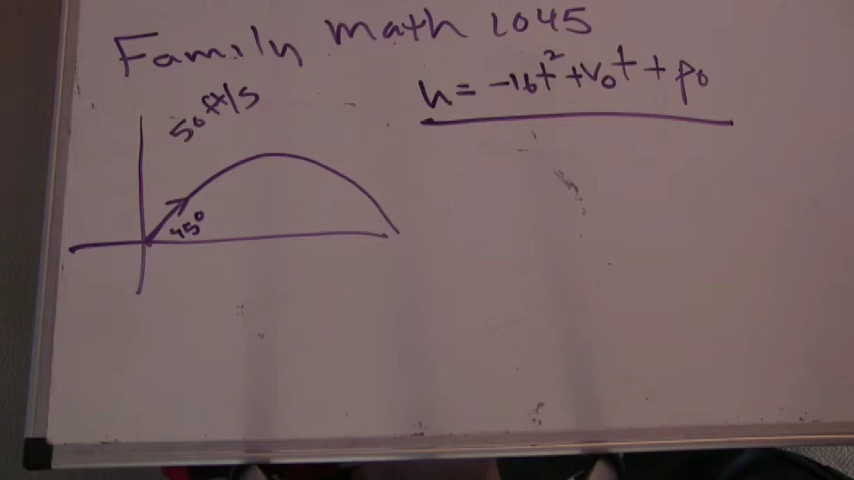 Family math 1045
h = -16t² + v₀t + p₀
50 ft/s
45°